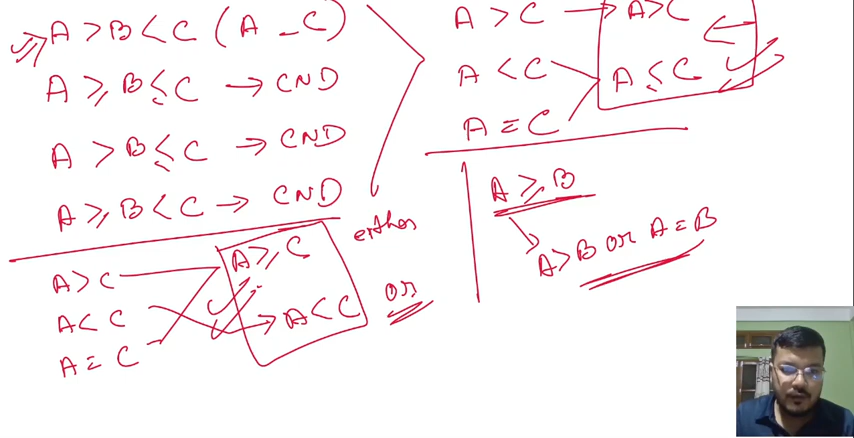 A > B < C (A _ C)
A ≥ B ≤ C → CND
A > B ≤ C → CND
A ≥ B < C → CND
A > C
A < C
A = C
A ≥ C
A < C
either
or
A > C → A > C
A < C
A ≤ C
A = C
A ≥ B
A > B or A = B